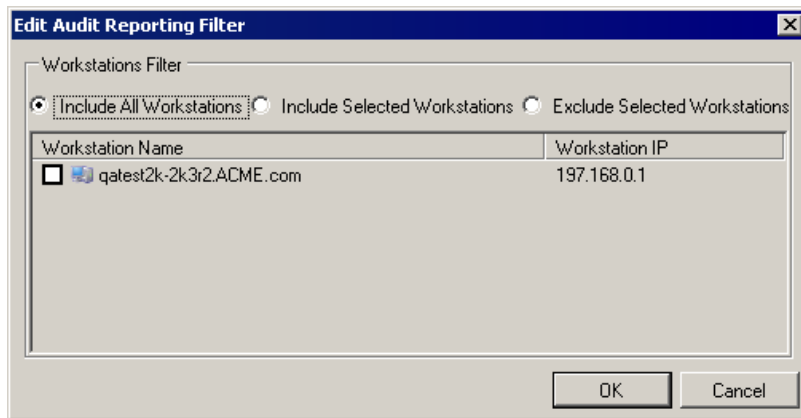 Edit Audit Reporting Filter
Workstations Filter
Include All Workstations Include Selected Workstations Exclude Selected Workstations
Workstation Name Workstation IP
qatest2k-2k3r2.ACME.com 197.168.0.1
OK Cancel